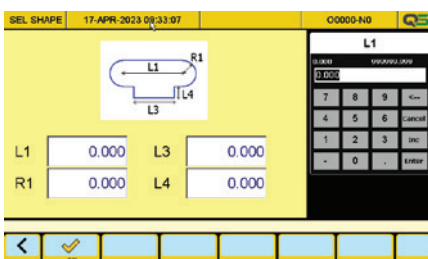 SEL SHAPE 17-APR-2023 09:33:07 O0000-N0
L1
0.000 999999.999
0.000
R1
L1
L4
L3
7 8 9 <--
4 5 6 Cancel
1 2 3 Inc
- 0 . Enter
L1 0.000 L3 0.000
R1 0.000 L4 0.000
<